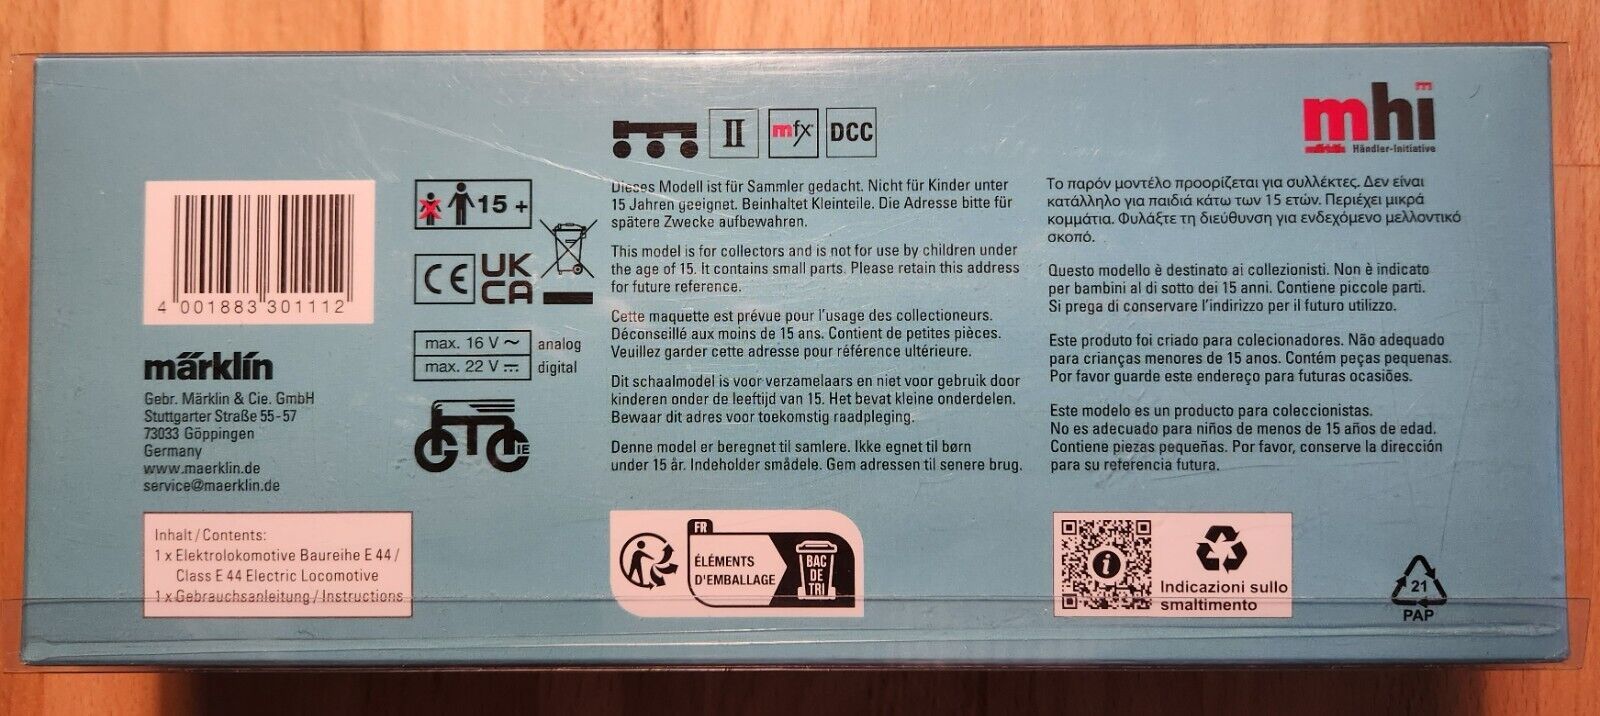 4 001883 301112
märklin
Gebr. Märklin & Cie. GmbH
Stuttgarter Straße 55-57
73033 Göppingen
Germany
www.maerklin.de
service@maerklin.de
Inhalt / Contents:
1 x Elektrolokomotive Baureihe E 44 /
Class E 44 Electric Locomotive
1 x Gebrauchsanleitung / Instructions
15 +
CE
UK
CA
max. 16 V ~ analog
max. 22 V ⎓ digital
IE
II
mfx
DCC
Dieses Modell ist für Sammler gedacht. Nicht für Kinder unter
15 Jahren geeignet. Beinhaltet Kleinteile. Die Adresse bitte für
spätere Zwecke aufbewahren.
This model is for collectors and is not for use by children under
the age of 15. It contains small parts. Please retain this address
for future reference.
Cette maquette est prévue pour l'usage des collectioneurs.
Déconseillé aux moins de 15 ans. Contient de petites pièces.
Veuillez garder cette adresse pour référence ultérieure.
Dit schaalmodel is voor verzamelaars en niet voor gebruik door
kinderen onder de leeftijd van 15. Het bevat kleine onderdelen.
Bewaar dit adres voor toekomstig raadpleging.
Denne model er beregnet til samlere. Ikke egnet til børn
under 15 år. Indeholder smådele. Gem adressen til senere brug.
FR
ÉLÉMENTS
D'EMBALLAGE
BAC
DE
TRI
mhi
märklin Händler-Initiative
Το παρόν μοντέλο προορίζεται για συλλέκτες. Δεν είναι
κατάλληλο για παιδιά κάτω των 15 ετών. Περιέχει μικρά
κομμάτια. Φυλάξτε τη διεύθυνση για ενδεχόμενο μελλοντικό
σκοπό.
Questo modello è destinato ai collezionisti. Non è indicato
per bambini al di sotto dei 15 anni. Contiene piccole parti.
Si prega di conservare l'indirizzo per il futuro utilizzo.
Este produto foi criado para colecionadores. Não adequado
para crianças menores de 15 anos. Contém peças pequenas.
Por favor guarde este endereço para futuras ocasiões.
Este modelo es un producto para coleccionistas.
No es adecuado para niños de menos de 15 años de edad.
Contiene piezas pequeñas. Por favor, conserve la dirección
para su referencia futura.
i
Indicazioni sullo
smaltimento
21
PAP